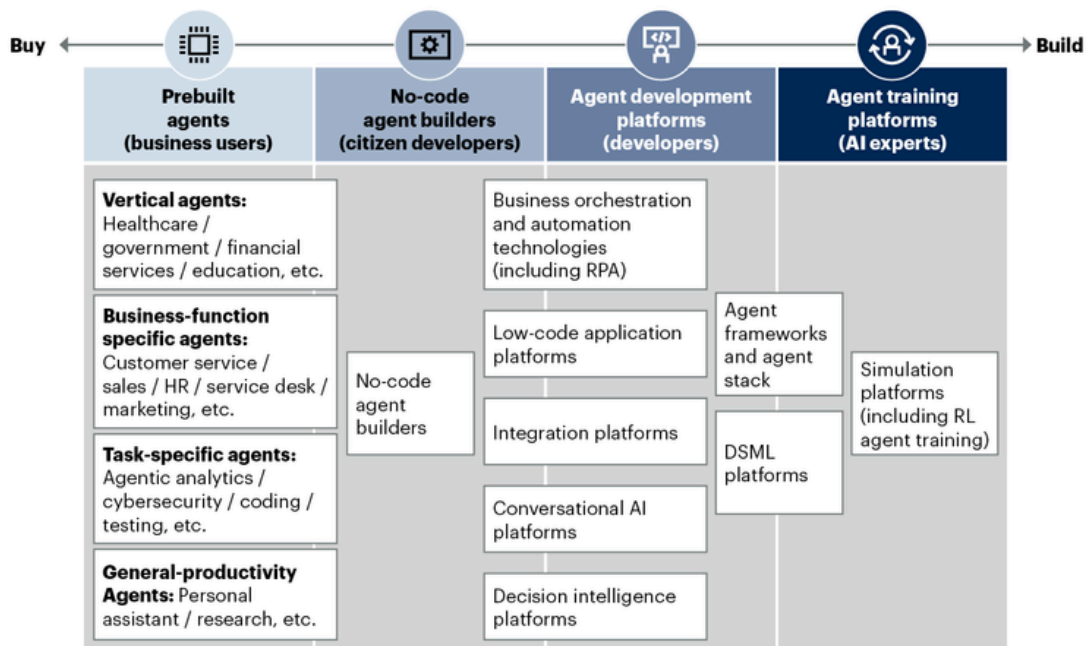 Buy
Build
Prebuilt
agents
(business users)
No-code
agent builders
(citizen developers)
Agent development
platforms
(developers)
Agent training
platforms
(AI experts)
Vertical agents:
Healthcare /
government / financial
services / education, etc.
Business-function
specific agents:
Customer service /
sales / HR / service desk /
marketing, etc.
Task-specific agents:
Agentic analytics /
cybersecurity / coding /
testing, etc.
General-productivity
Agents: Personal
assistant / research, etc.
No-code
agent
builders
Business orchestration
and automation
technologies
(including RPA)
Low-code application
platforms
Integration platforms
Conversational AI
platforms
Decision intelligence
platforms
Agent
frameworks
and agent
stack
DSML
platforms
Simulation
platforms
(including RL
agent training)